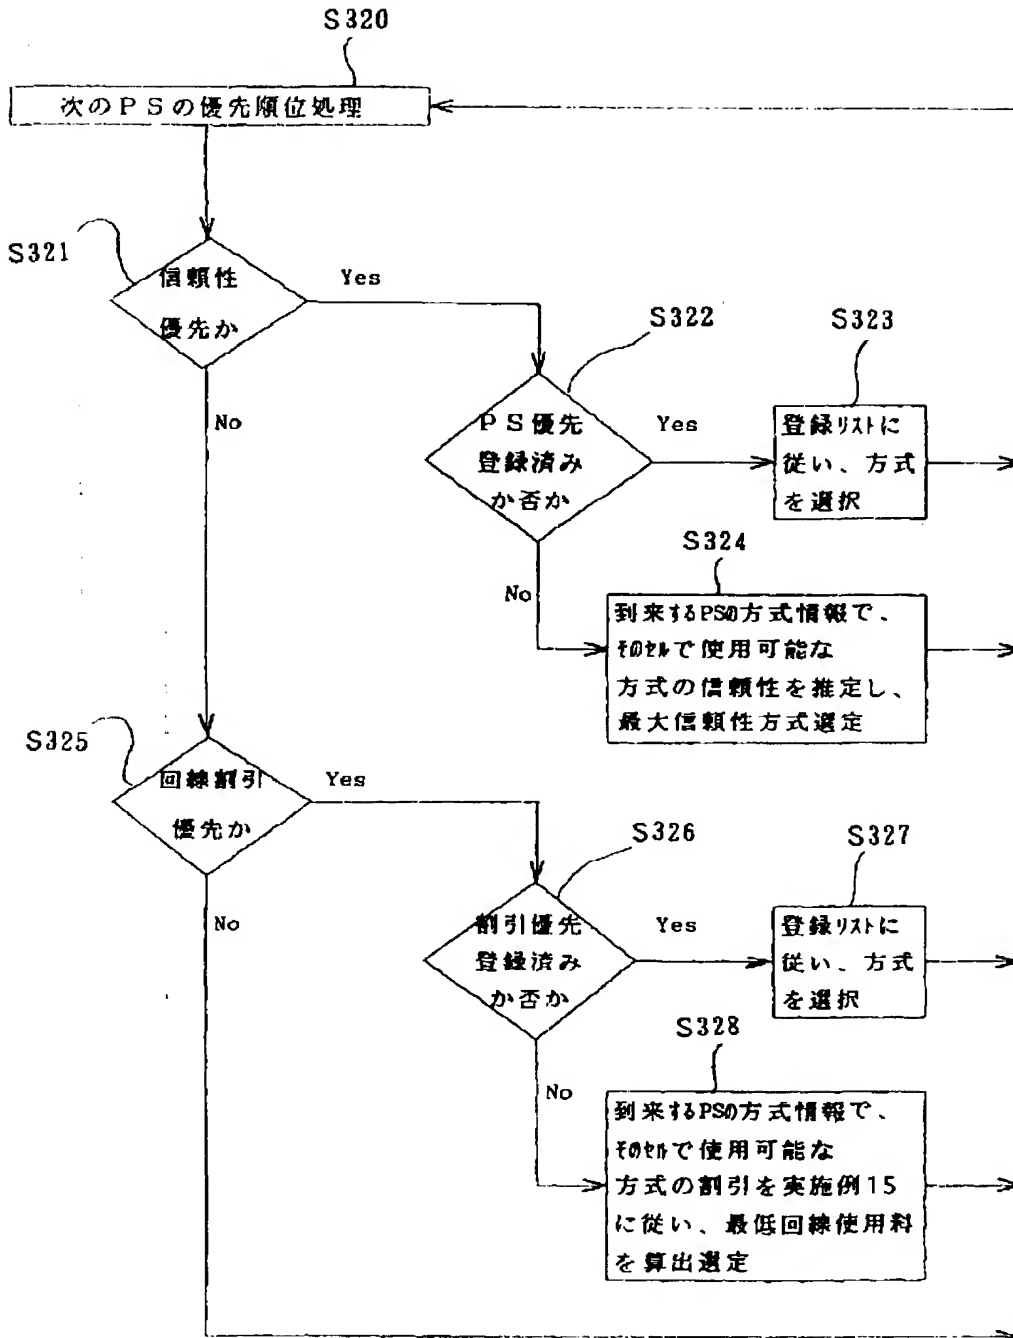 S320
次のPSの優先順位処理
S321
信頼性
優先か
Yes
No
S322
PS優先
登録済み
か否か
Yes
No
S323
登録リストに
従い、方式
を選択
S324
到来するPSの方式情報で、
そのセルで使用可能な
方式の信頼性を推定し、
最大信頼性方式選定
S325
回線割引
優先か
Yes
No
S326
割引優先
登録済み
か否か
Yes
No
S327
登録リストに
従い、方式
を選択
S328
到来するPSの方式情報で、
そのセルで使用可能な
方式の割引を実施例15
に従い、最低回線使用料
を算出選定